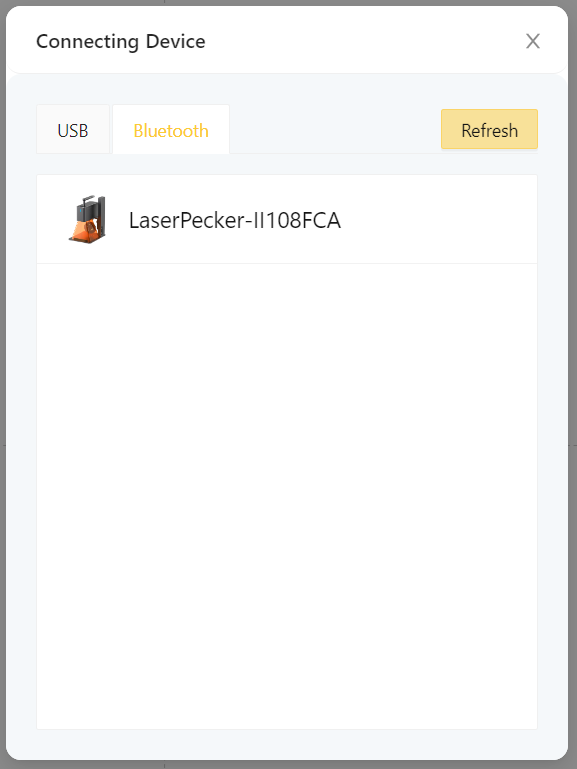 Connecting Device
USB
Bluetooth
Refresh
LaserPecker-II108FCA